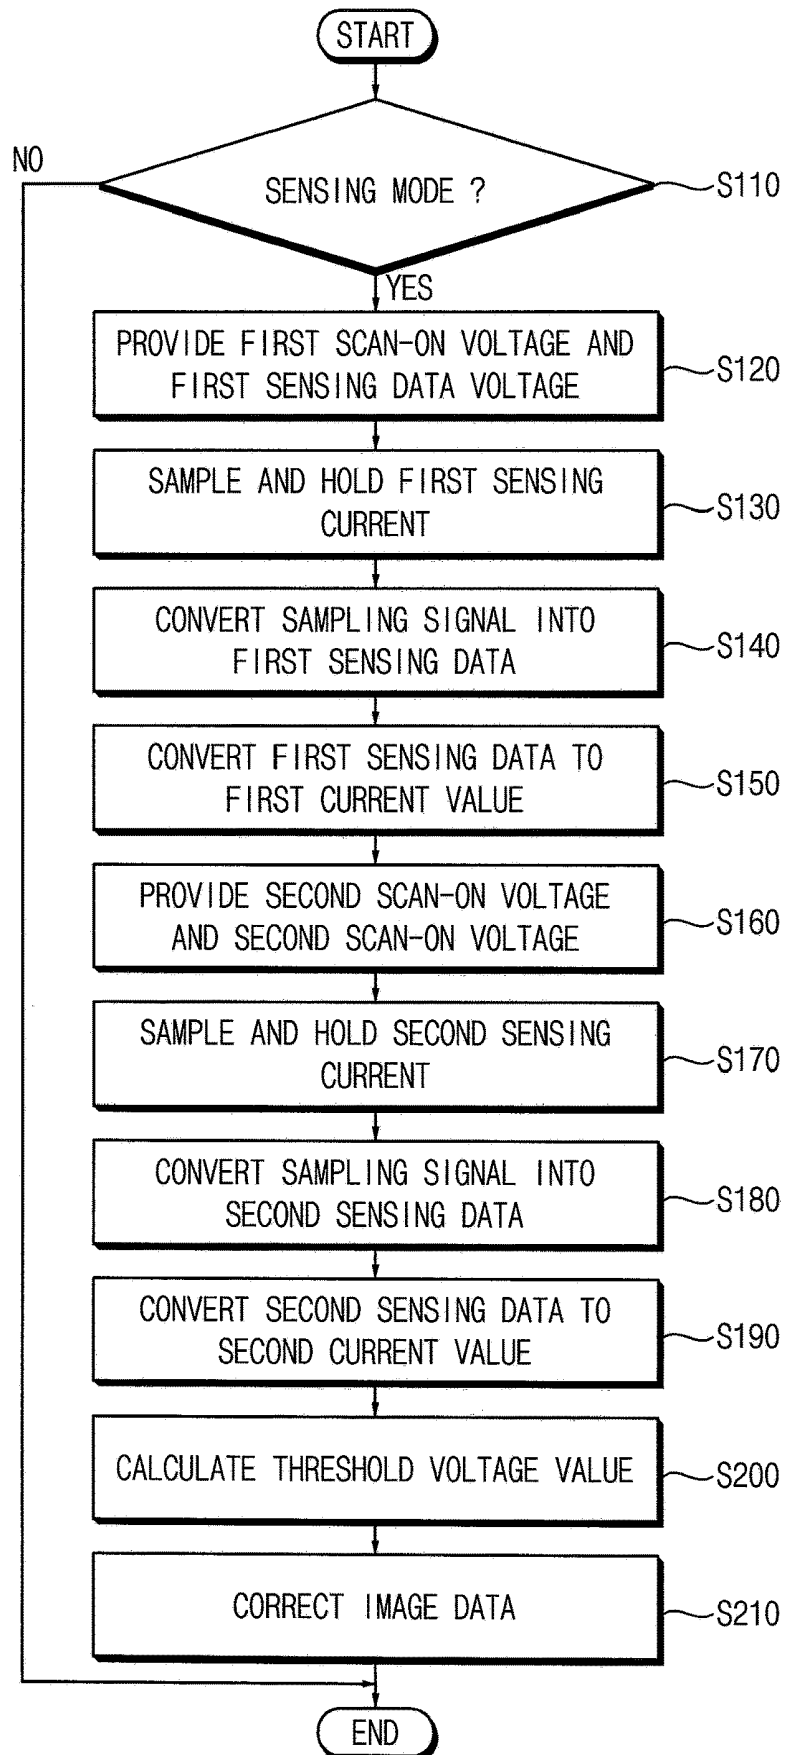 START
NO
SENSING MODE ?
S110
YES
PROVIDE FIRST SCAN-ON VOLTAGE AND
FIRST SENSING DATA VOLTAGE
S120
SAMPLE AND HOLD FIRST SENSING
CURRENT
S130
CONVERT SAMPLING SIGNAL INTO
FIRST SENSING DATA
S140
CONVERT FIRST SENSING DATA TO
FIRST CURRENT VALUE
S150
PROVIDE SECOND SCAN-ON VOLTAGE
AND SECOND SCAN-ON VOLTAGE
S160
SAMPLE AND HOLD SECOND SENSING
CURRENT
S170
CONVERT SAMPLING SIGNAL INTO
SECOND SENSING DATA
S180
CONVERT SECOND SENSING DATA TO
SECOND CURRENT VALUE
S190
CALCULATE THRESHOLD VOLTAGE VALUE
S200
CORRECT IMAGE DATA
S210
END